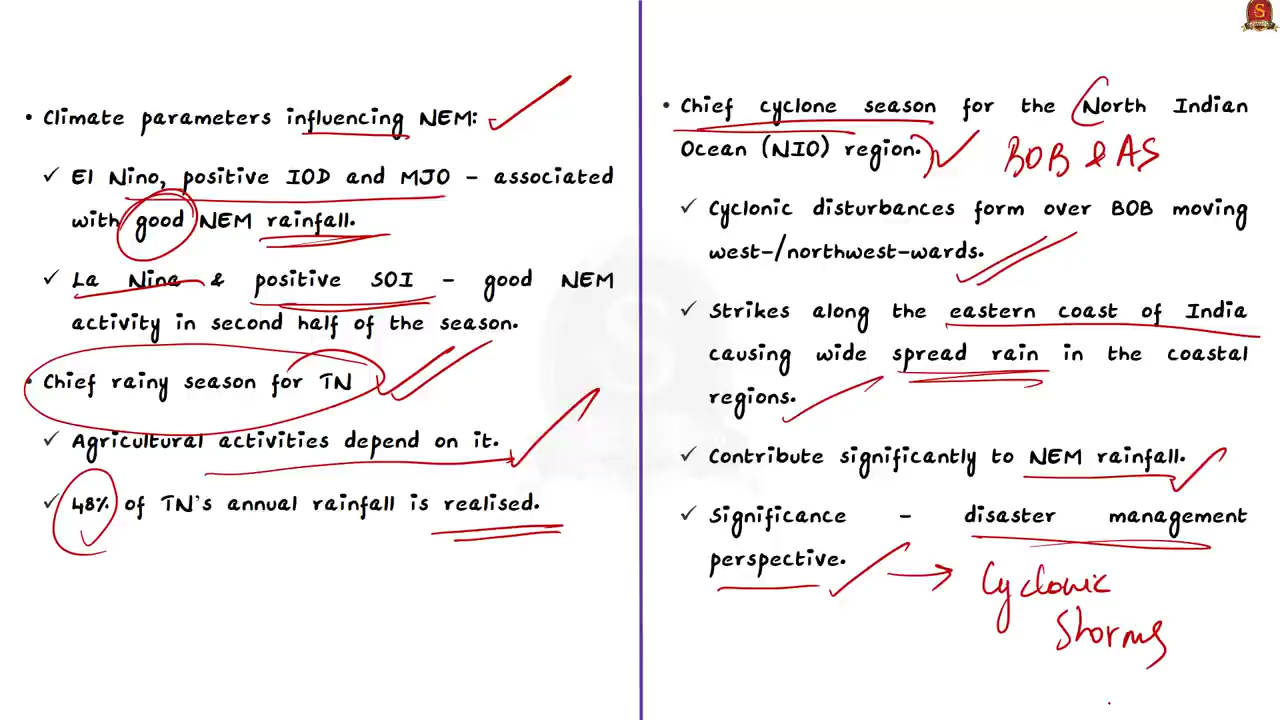 • Climate parameters influencing NEM:
✓ El Nino, positive IOD and MJO – associated
with good NEM rainfall.
✓ La Nina & positive SOI – good NEM
activity in second half of the season.
• Chief rainy season for TN
✓ Agricultural activities depend on it.
✓ 48% of TN's annual rainfall is realised.
• Chief cyclone season for the North Indian
Ocean (NIO) region.
BOB & AS
✓ Cyclonic disturbances form over BOB moving
west-/northwest-wards.
✓ Strikes along the eastern coast of India
causing wide spread rain in the coastal
regions.
✓ Contribute significantly to NEM rainfall.
✓ Significance – disaster management
perspective.
→ Cyclonic
Storms